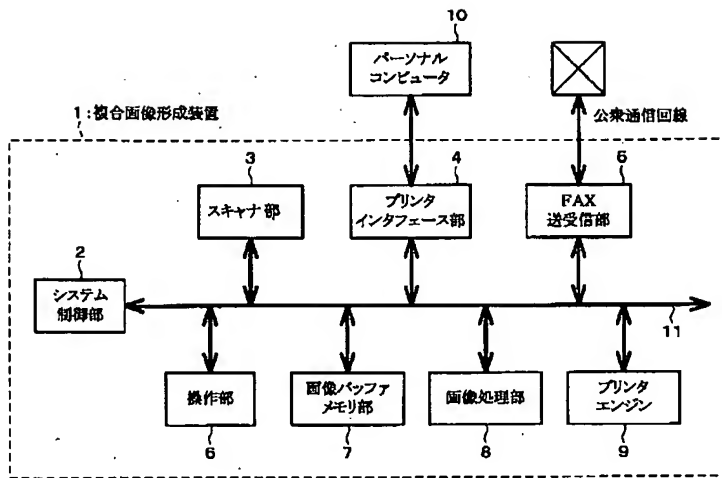 10
パーソナル
コンピュータ
公衆通信回線
1:複合画像形成装置
3
スキャナ部
4
プリンタ
インタフェース部
6
FAX
送受信部
2
システム
制御部
11
操作部
6
画像バッファ
メモリ部
7
画像処理部
8
プリンタ
エンジン
9